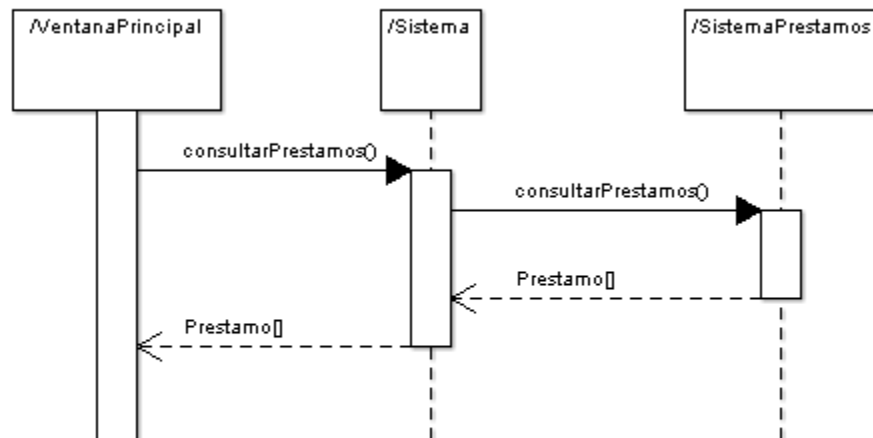 /VentanaPrincipal
/Sistema
/SistemaPrestamos
consultarPrestamos()
consultarPrestamos()
Prestamo[]
Prestamo[]